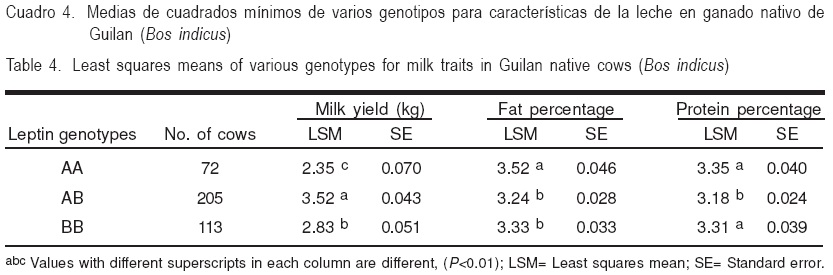 Cuadro 4. Medias de cuadrados mínimos de varios genotipos para características de la leche en ganado nativo de
Guilan (Bos indicus)
Table 4. Least squares means of various genotypes for milk traits in Guilan native cows (Bos indicus)
Milk yield (kg) Fat percentage Protein percentage
Leptin genotypes No. of cows LSM SE LSM SE LSM SE
AA 72 2.35 c 0.070 3.52 a 0.046 3.35 a 0.040
AB 205 3.52 a 0.043 3.24 b 0.028 3.18 b 0.024
BB 113 2.83 b 0.051 3.33 b 0.033 3.31 a 0.039
abc Values with different superscripts in each column are different, (P<0.01); LSM= Least squares mean; SE= Standard error.